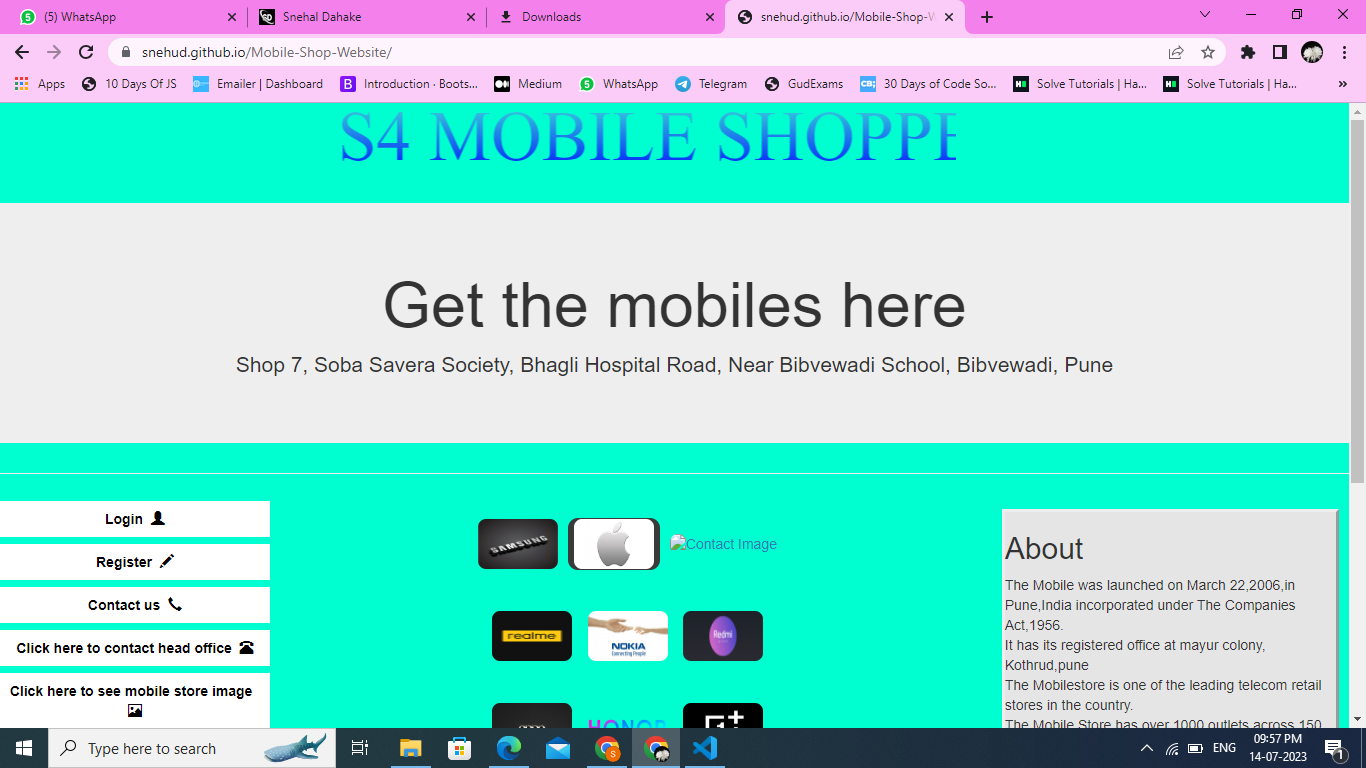 (5) WhatsApp
Snehal Dahake
Downloads
snehud.github.io/Mobile-Shop-W
snehud.github.io/Mobile-Shop-Website/
Apps
10 Days Of JS
Emailer | Dashboard
Introduction · Boots...
Medium
WhatsApp
Telegram
GudExams
30 Days of Code So...
Solve Tutorials | Ha...
Solve Tutorials | Ha...
S4 MOBILE SHOPPE
Get the mobiles here
Shop 7, Soba Savera Society, Bhagli Hospital Road, Near Bibvewadi School, Bibvewadi, Pune
Login
Register
Contact us
Click here to contact head office
Click here to see mobile store image
SAMSUNG
Contact Image
realme
NOKIA
Connecting People
Redmi
HONOR
About
The Mobile was launched on March 22,2006,in
Pune,India incorporated under The Companies
Act,1956.
It has its registered office at mayur colony,
Kothrud,pune
The Mobilestore is one of the leading telecom retail
stores in the country.
The Mobile Store has over 1000 outlets across 150
Type here to search
ENG
09:57 PM
14-07-2023
1